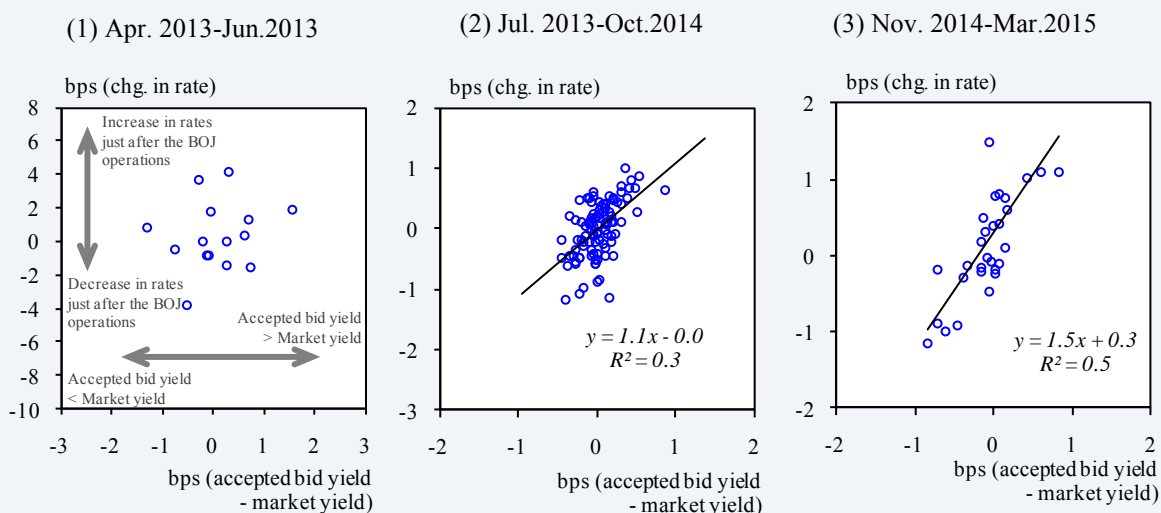 (1) Apr. 2013-Jun.2013
bps (chg. in rate)
8
6
4
2
0
-2
-4
-6
-8
-10
Increase in rates
just after the BOJ
operations
Decrease in rates
just after the BOJ
operations
Accepted bid yield
> Market yield
Accepted bid yield
< Market yield
-3
-2
-1
0
1
2
3
bps (accepted bid yield
- market yield)
(2) Jul. 2013-Oct.2014
bps (chg. in rate)
2
1
0
-1
-2
-3
y = 1.1x - 0.0
R² = 0.3
-2
-1
0
1
2
bps (accepted bid yield
- market yield)
(3) Nov. 2014-Mar.2015
bps (chg. in rate)
2
1
0
-1
-2
y = 1.5x + 0.3
R² = 0.5
-2
-1
0
1
2
bps (accepted bid yield
- market yield)